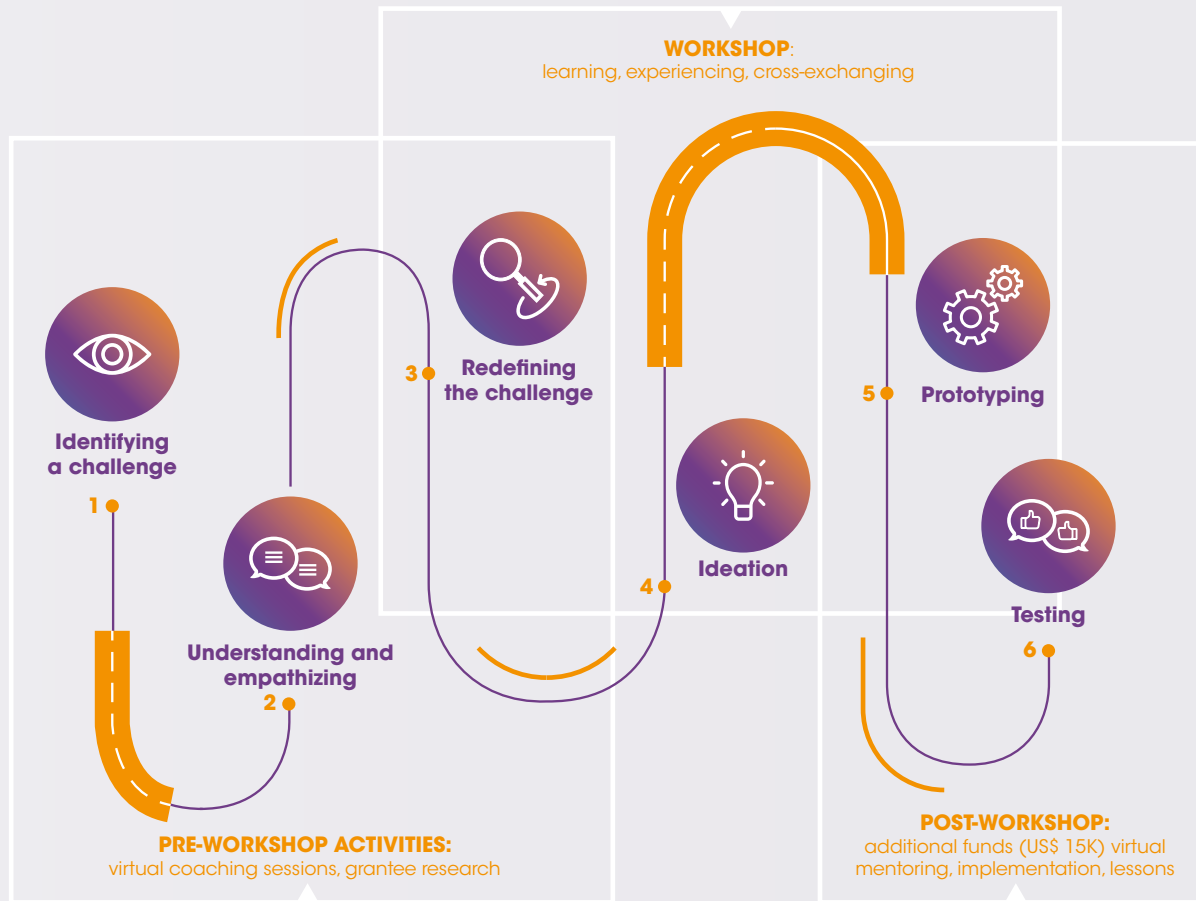 WORKSHOP:
learning, experiencing, cross-exchanging
Identifying
a challenge
1
Understanding and
empathizing
2
3
Redefining
the challenge
4
Ideation
5
Prototyping
Testing
6
PRE-WORKSHOP ACTIVITIES:
virtual coaching sessions, grantee research
POST-WORKSHOP:
additional funds (US$ 15K) virtual
mentoring, implementation, lessons